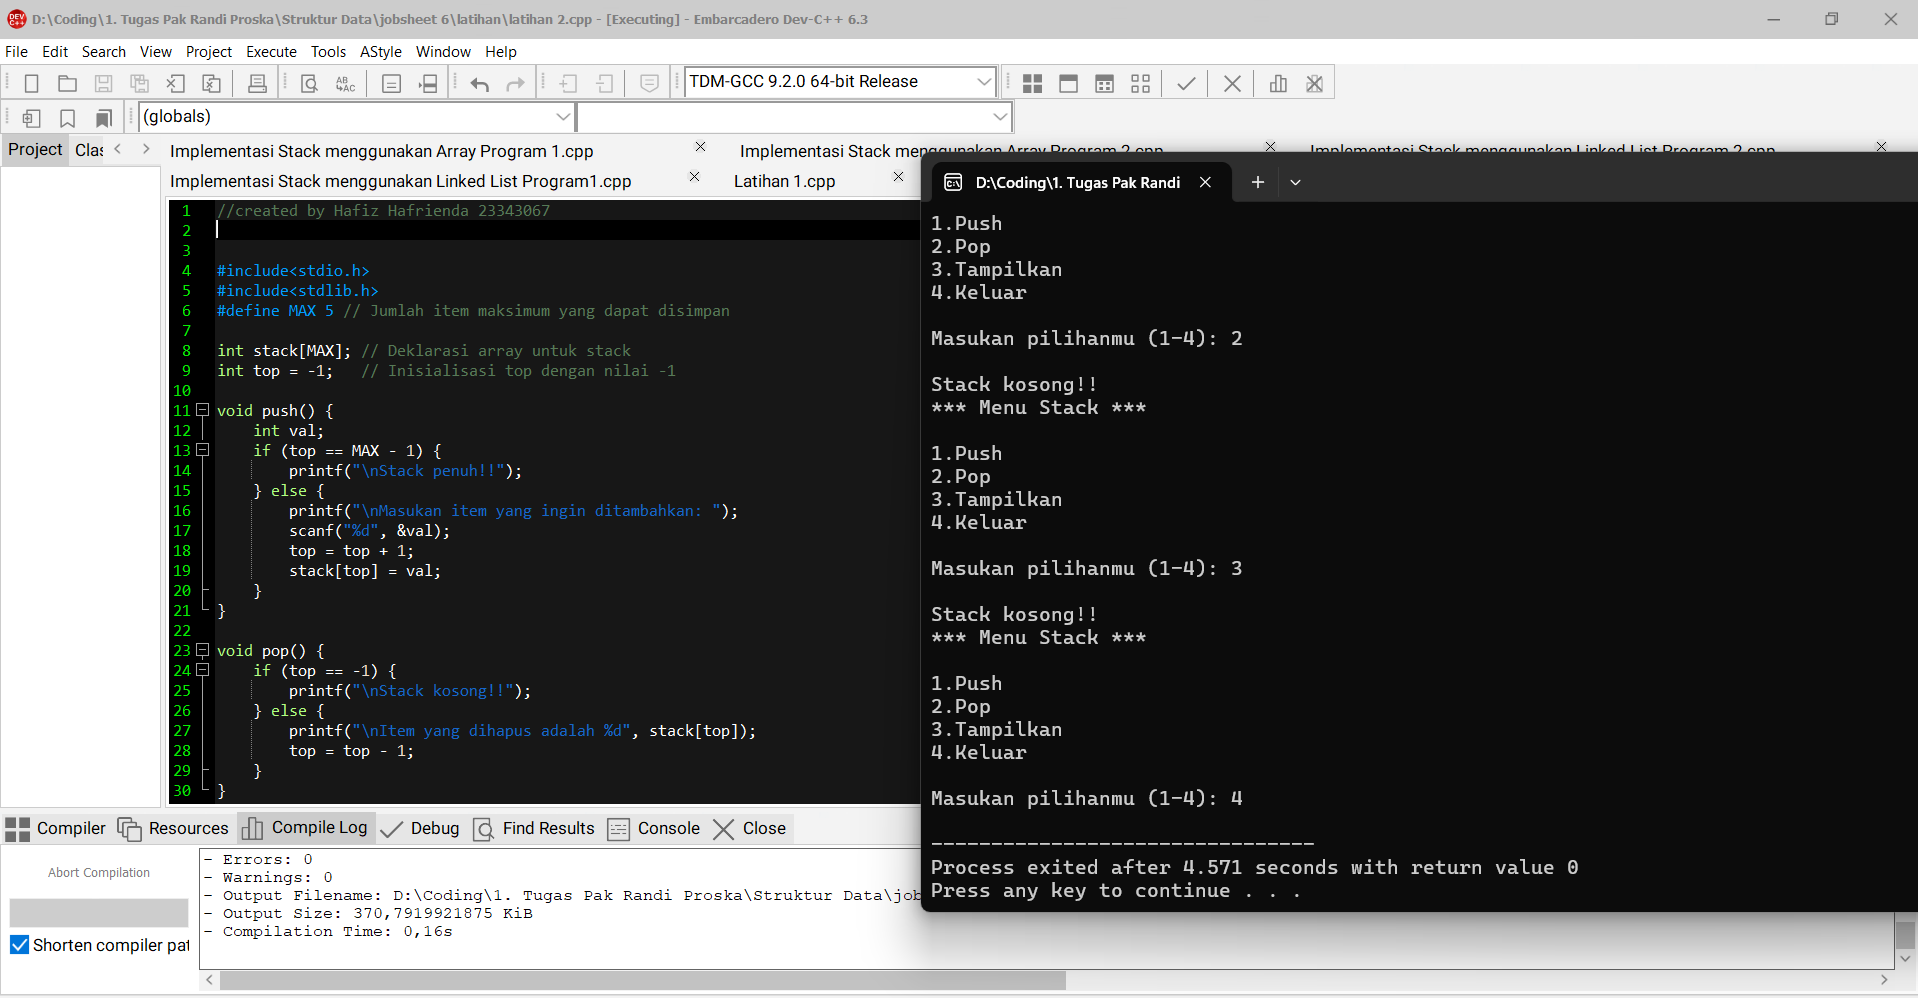 D:\Coding\1. Tugas Pak Randi Proska\Struktur Data\jobsheet 6\latihan\latihan 2.cpp - [Executing] - Embarcadero Dev-C++ 6.3
File Edit Search View Project Execute Tools AStyle Window Help
TDM-GCC 9.2.0 64-bit Release
(globals)
Project Clas
Implementasi Stack menggunakan Array Program 1.cpp
Implementasi Stack menggunakan Array Program 2.cpp
Implementasi Stack menggunakan Linked List Program 2.cpp
Implementasi Stack menggunakan Linked List Program1.cpp
Latihan 1.cpp
1 //created by Hafiz Hafrienda 23343067
2
3
4 #include<stdio.h>
5 #include<stdlib.h>
6 #define MAX 5 // Jumlah item maksimum yang dapat disimpan
7
8 int stack[MAX]; // Deklarasi array untuk stack
9 int top = -1;   // Inisialisasi top dengan nilai -1
10
11 void push() {
12     int val;
13     if (top == MAX - 1) {
14         printf("\nStack penuh!!");
15     } else {
16         printf("\nMasukan item yang ingin ditambahkan: ");
17         scanf("%d", &val);
18         top = top + 1;
19         stack[top] = val;
20     }
21 }
22
23 void pop() {
24     if (top == -1) {
25         printf("\nStack kosong!!");
26     } else {
27         printf("\nItem yang dihapus adalah %d", stack[top]);
28         top = top - 1;
29     }
30 }
D:\Coding\1. Tugas Pak Randi
1.Push
2.Pop
3.Tampilkan
4.Keluar
Masukan pilihanmu (1-4): 2
Stack kosong!!
*** Menu Stack ***
1.Push
2.Pop
3.Tampilkan
4.Keluar
Masukan pilihanmu (1-4): 3
Stack kosong!!
*** Menu Stack ***
1.Push
2.Pop
3.Tampilkan
4.Keluar
Masukan pilihanmu (1-4): 4
--------------------------------
Process exited after 4.571 seconds with return value 0
Press any key to continue . . .
Compiler Resources Compile Log Debug Find Results Console Close
Abort Compilation
Shorten compiler pat
- Errors: 0
- Warnings: 0
- Output Filename: D:\Coding\1. Tugas Pak Randi Proska\Struktur Data\job
- Output Size: 370,7919921875 KiB
- Compilation Time: 0,16s